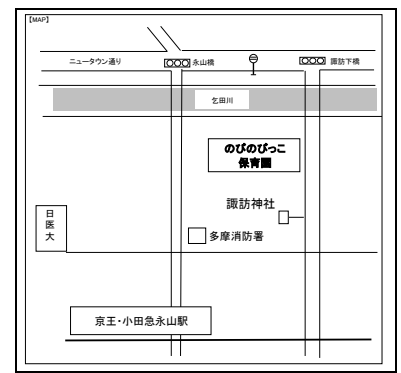 【MAP】
ニュータウン通り
永山橋
諏訪下橋
乞田川
のびのびっこ
保育園
諏訪神社
日医大
多摩消防署
京王・小田急永山駅